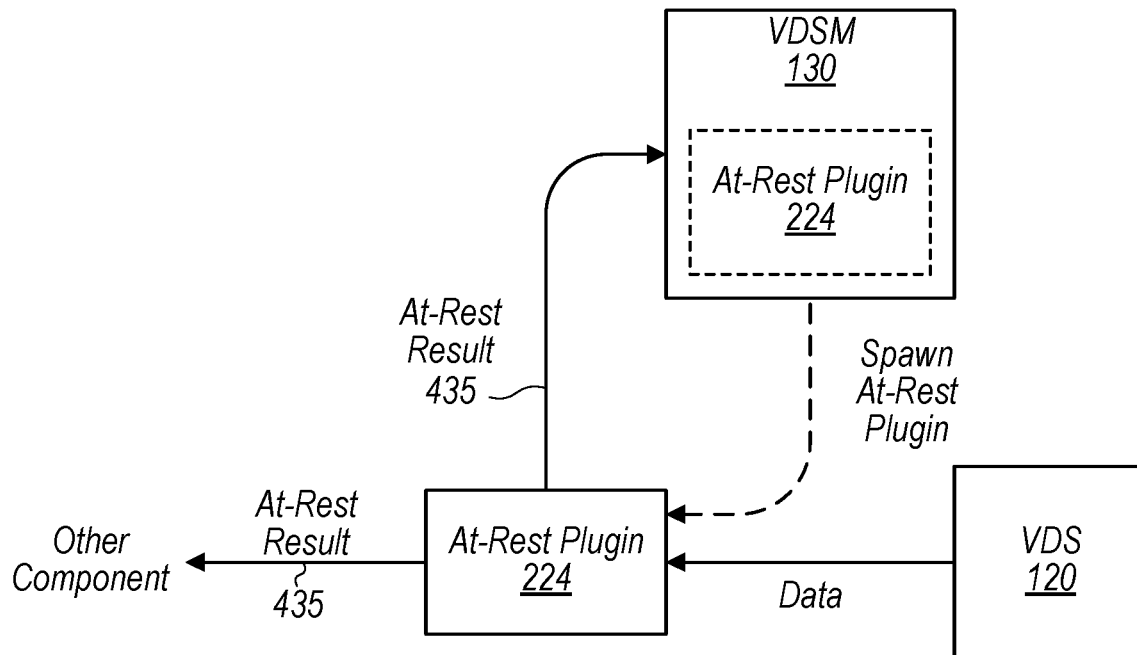 VDSM
130
At-Rest Plugin
224
At-Rest
Result
435
Spawn
At-Rest
Plugin
Other
Component
At-Rest
Result
435
At-Rest Plugin
224
Data
VDS
120